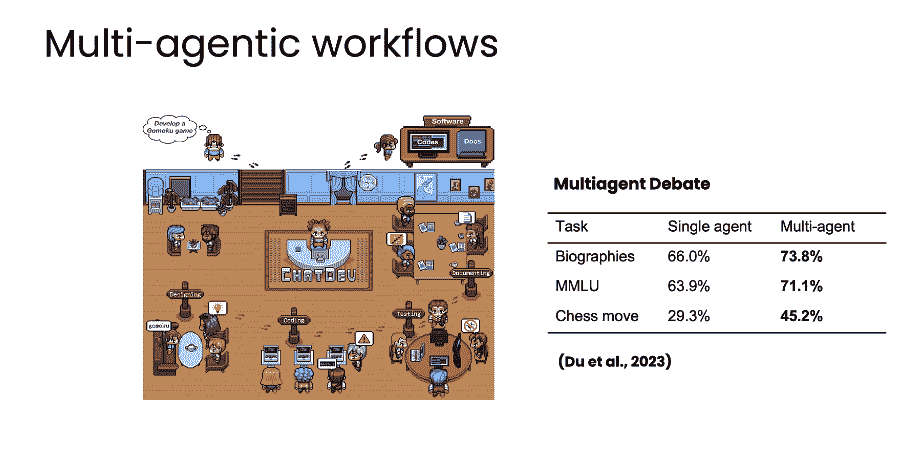 Multi-agentic workflows
Develop a
Gomoku game
Software
Codes
Docs
CHATDEV
Designing
Coding
Testing
Documenting
gomoku
Multiagent Debate
Task Single agent Multi-agent
Biographies 66.0% 73.8%
MMLU 63.9% 71.1%
Chess move 29.3% 45.2%
(Du et al., 2023)